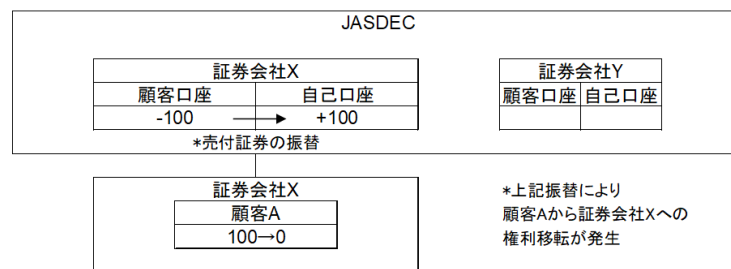 JASDEC
証券会社X
証券会社Y
顧客口座 自己口座
顧客口座 自己口座
-100 → +100
*売付証券の振替
証券会社X
顧客A
100→0
*上記振替により
顧客Aから証券会社Xへの
権利移転が発生